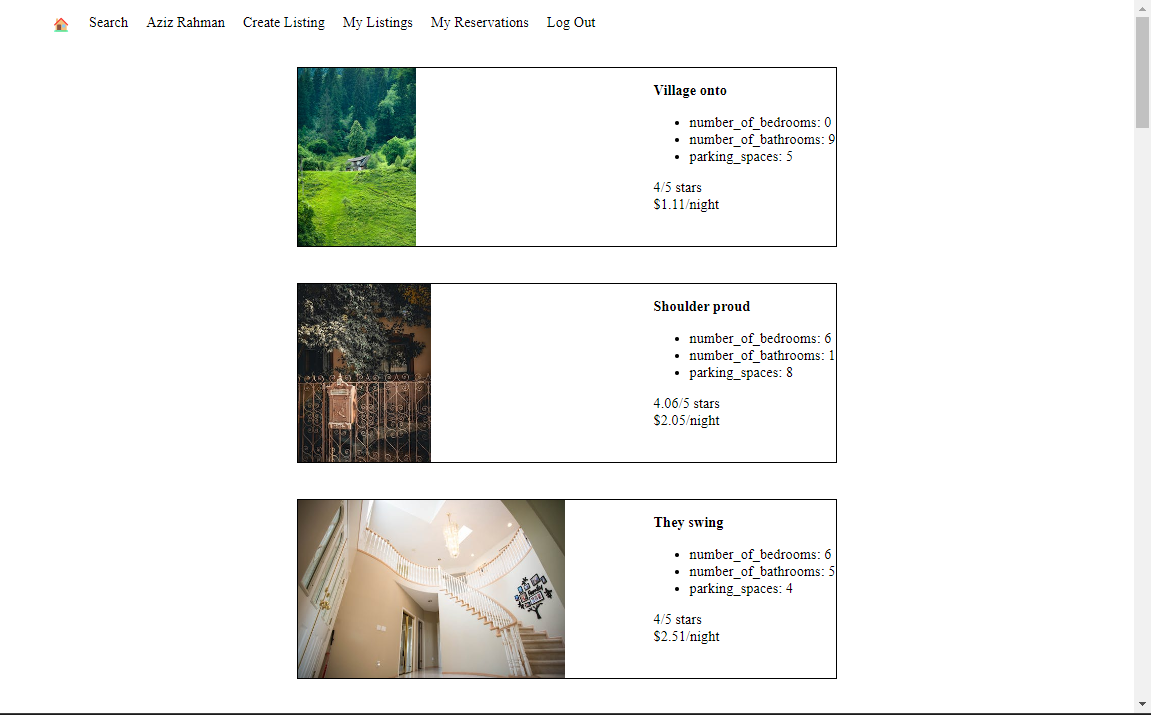 Search Aziz Rahman Create Listing My Listings My Reservations Log Out
Village onto
number_of_bedrooms: 0
number_of_bathrooms: 9
parking_spaces: 5
4/5 stars
$1.11/night
Shoulder proud
number_of_bedrooms: 6
number_of_bathrooms: 1
parking_spaces: 8
4.06/5 stars
$2.05/night
They swing
number_of_bedrooms: 6
number_of_bathrooms: 5
parking_spaces: 4
4/5 stars
$2.51/night